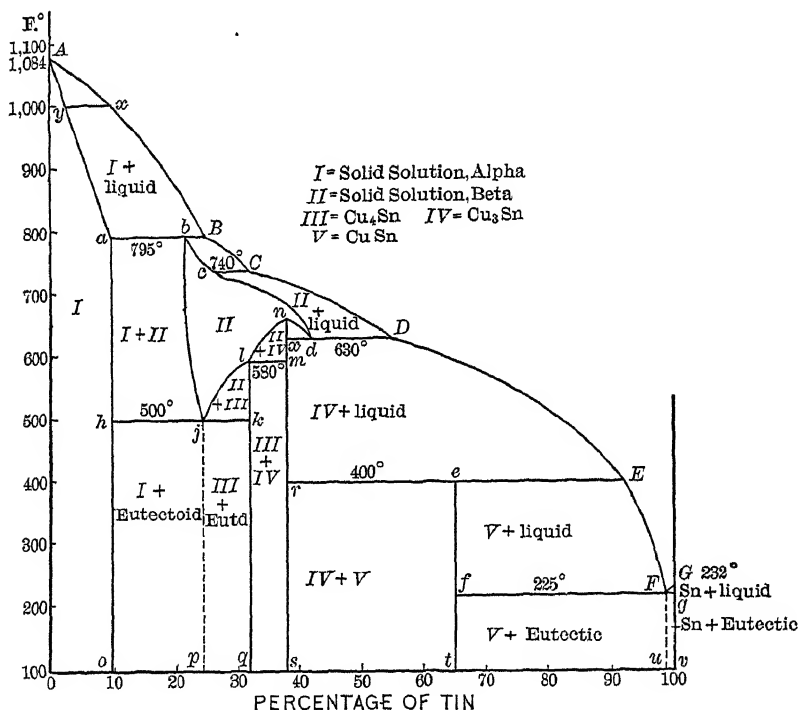 F.°
1,100
A
1,084
1,000
y
x
I = Solid Solution, Alpha
II = Solid Solution, Beta
III = Cu₄Sn IV = Cu₃Sn
V = CuSn
900
I +
liquid
800
a
b
B
795°
740°
c
C
700
I
I + II
II
II
+
liquid
n
D
600
l
II
+IV
x
m
d
630°
580°
II
+III
500
h
500°
j
k
IV + liquid
III
+
IV
400
r
400°
e
E
I +
Eutectoid
III
+
Eutd
V + liquid
300
IV + V
G 232°
Sn + liquid
f
225°
F
g
200
Sn + Eutectic
V + Eutectic
100
o
p
q
s
t
u
v
0 10 20 30 40 50 60 70 80 90 100
PERCENTAGE OF TIN